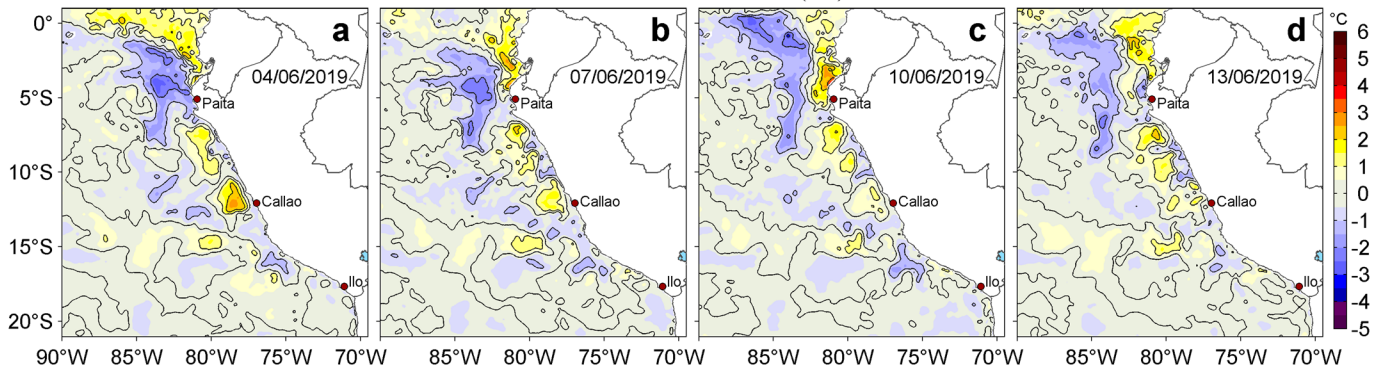 a
04/06/2019
Paita
Callao
Ilo
b
07/06/2019
Paita
Callao
Ilo
c
10/06/2019
Paita
Callao
Ilo
d
13/06/2019
Paita
Callao
Ilo
0°
5°S
10°S
15°S
20°S
90°W 85°W 80°W 75°W 70°W
85°W 80°W 75°W 70°W
85°W 80°W 75°W 70°W
85°W 80°W 75°W 70°W
°C
6
5
4
3
2
1
0
-1
-2
-3
-4
-5